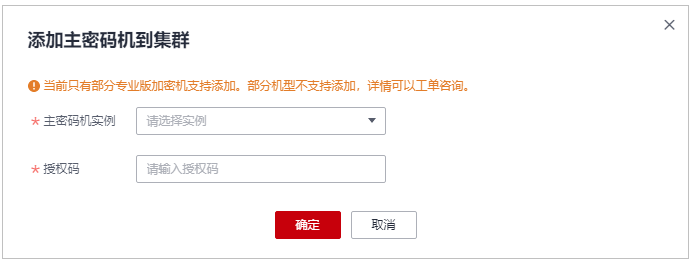 添加主密码机到集群
当前只有部分专业版加密机支持添加。部分机型不支持添加，详情可以工单咨询。
* 主密码机实例 请选择实例
* 授权码 请输入授权码
确定 取消